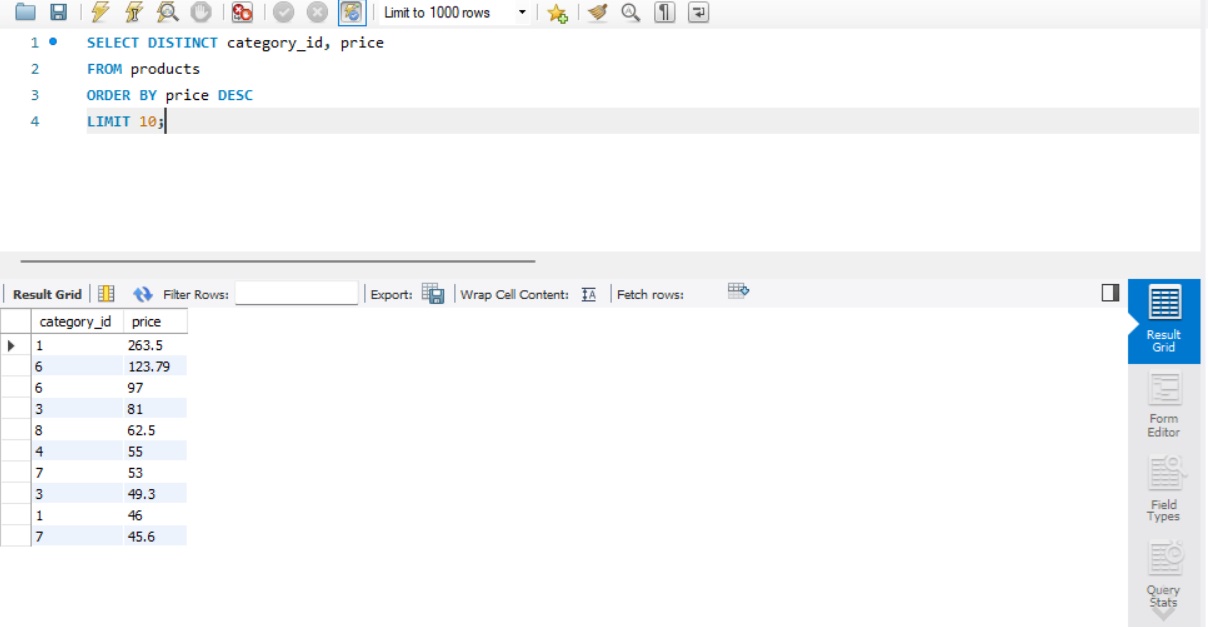 Limit to 1000 rows
1 SELECT DISTINCT category_id, price
2 FROM products
3 ORDER BY price DESC
4 LIMIT 10;
Result Grid Filter Rows: Export: Wrap Cell Content: IA Fetch rows:
category_id price
1 263.5
6 123.79
6 97
3 81
8 62.5
4 55
7 53
3 49.3
1 46
7 45.6
Result
Grid
Form
Editor
Field
Types
Query
Stats